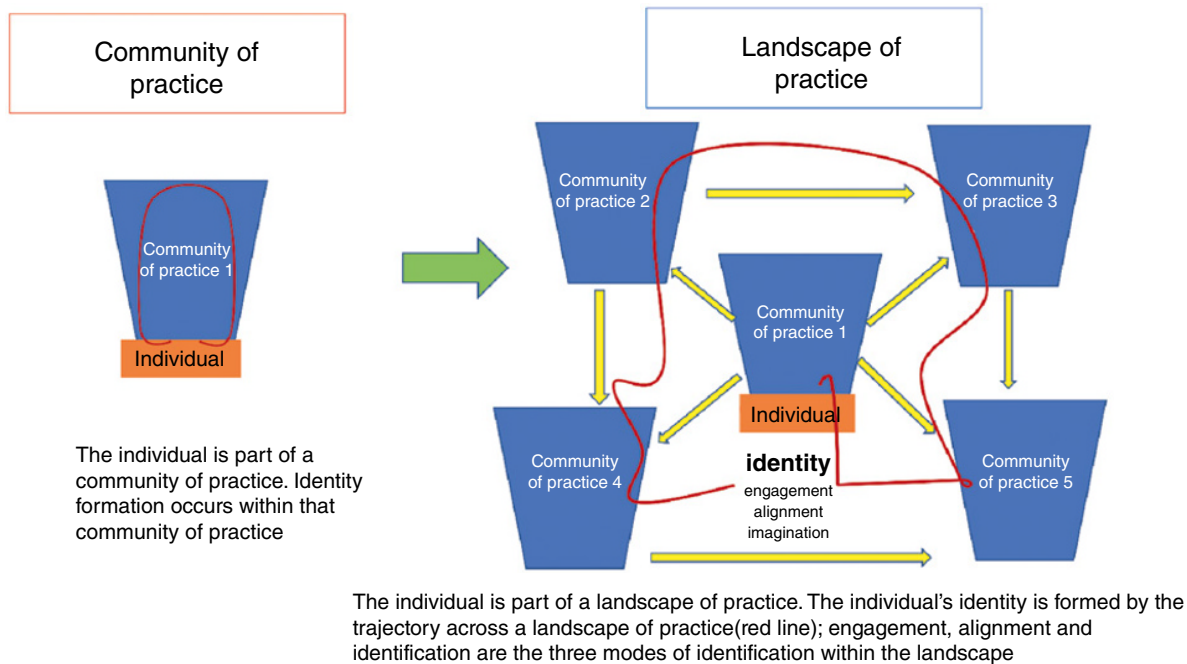 Community of
practice
Community
of practice 1
Individual
The individual is part of a
community of practice. Identity
formation occurs within that
community of practice
Landscape of
practice
Community
of practice 2
Community
of practice 3
Community
of practice 1
Individual
Community
of practice 4
identity
engagement
alignment
imagination
Community
of practice 5
The individual is part of a landscape of practice. The individual’s identity is formed by the
trajectory across a landscape of practice(red line); engagement, alignment and
identification are the three modes of identification within the landscape